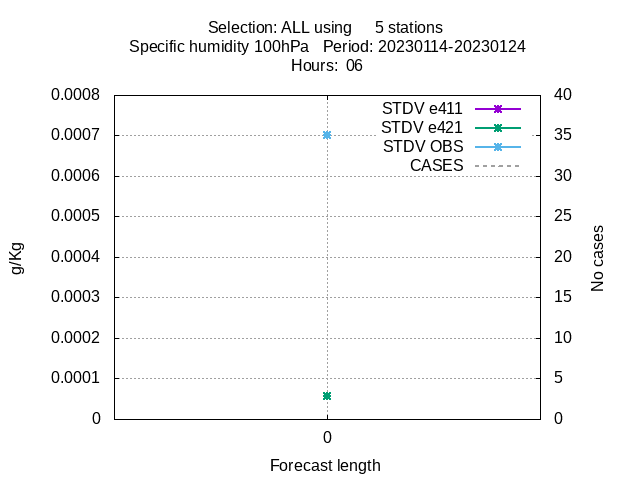 Selection: ALL using     5 stations
Specific humidity 100hPa   Period: 20230114-20230124
Hours:  06
0.0008
0.0007
0.0006
0.0005
0.0004
0.0003
0.0002
0.0001
0
g/Kg
STDV e411
STDV e421
STDV OBS
CASES
40
35
30
25
20
15
10
5
0
No cases
0
Forecast length